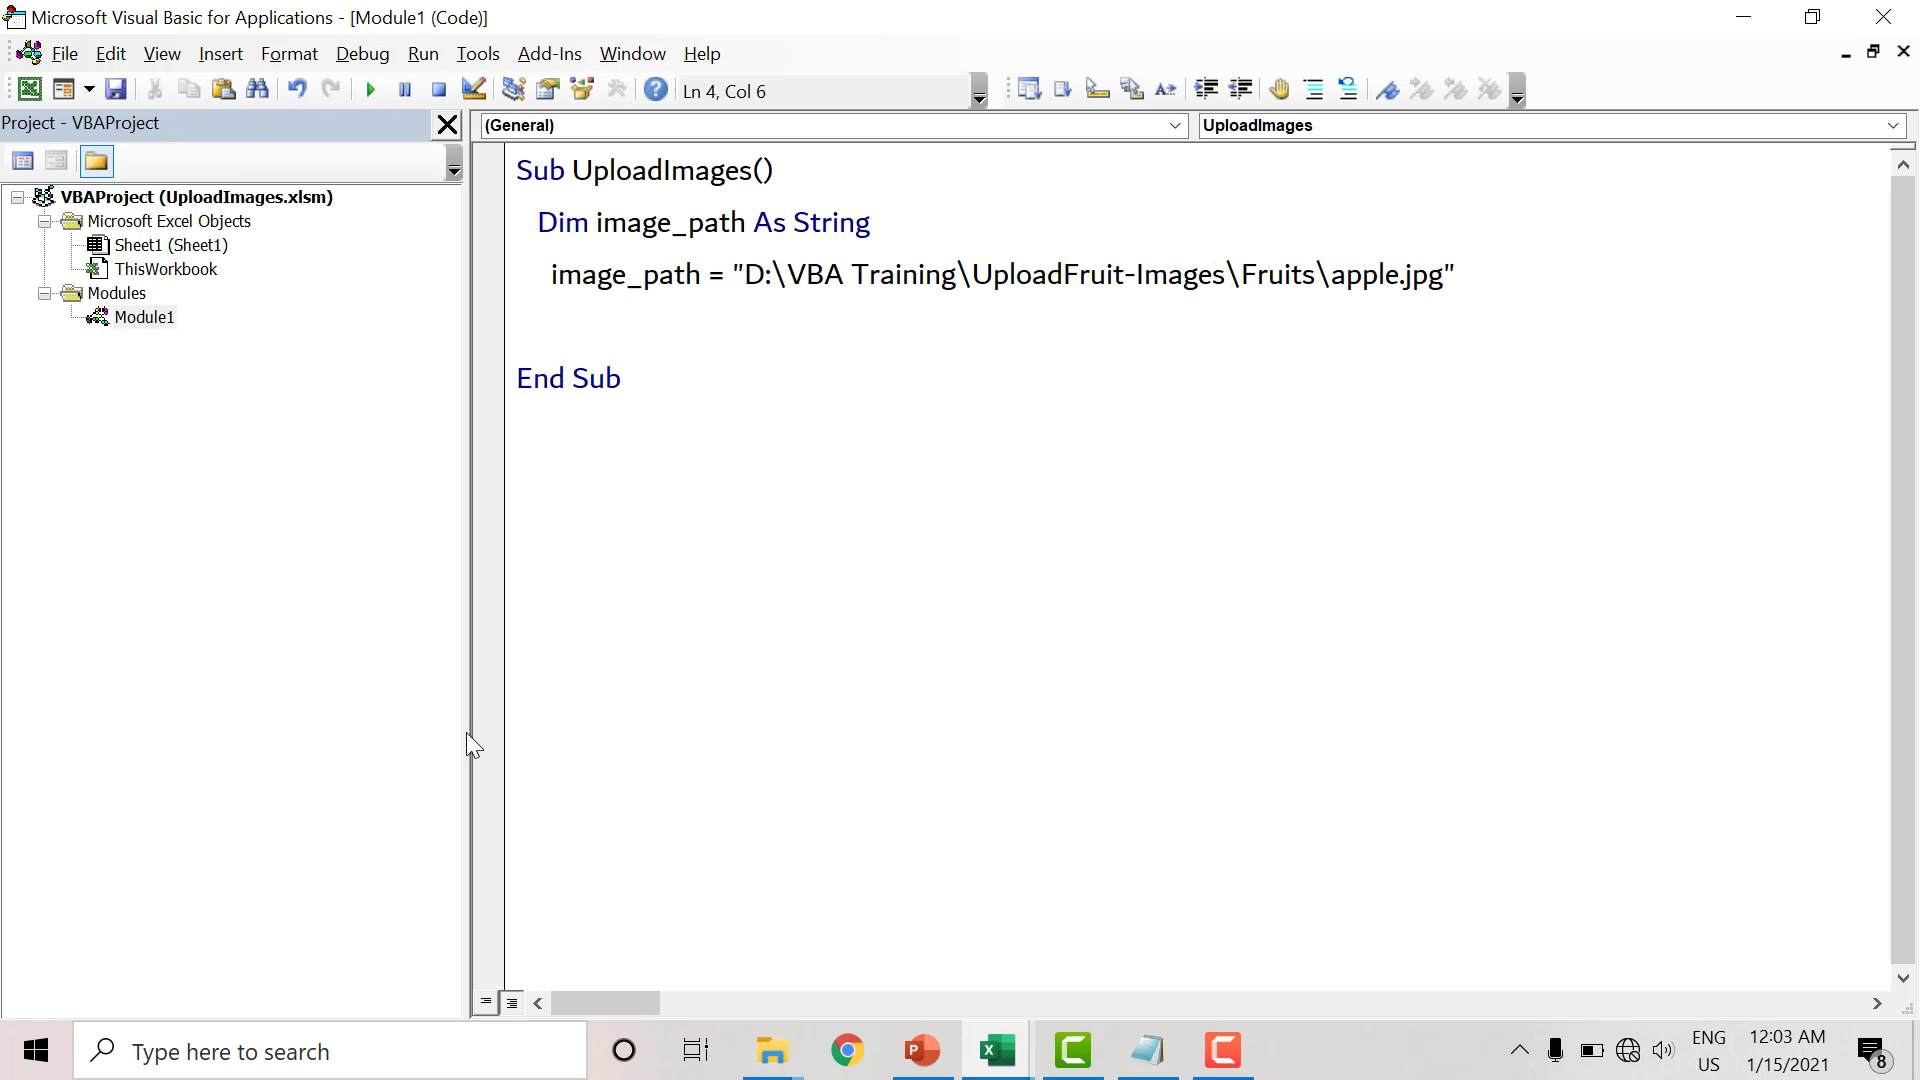 Microsoft Visual Basic for Applications - [Module1 (Code)]
File Edit View Insert Format Debug Run Tools Add-Ins Window Help
Ln 4, Col 6
Project - VBAProject
(General)
UploadImages
VBAProject (UploadImages.xlsm)
Microsoft Excel Objects
Sheet1 (Sheet1)
ThisWorkbook
Modules
Module1
Sub UploadImages()
Dim image_path As String
image_path = "D:\VBA Training\UploadFruit-Images\Fruits\apple.jpg"
End Sub
Type here to search
ENG
US
12:03 AM
1/15/2021
8